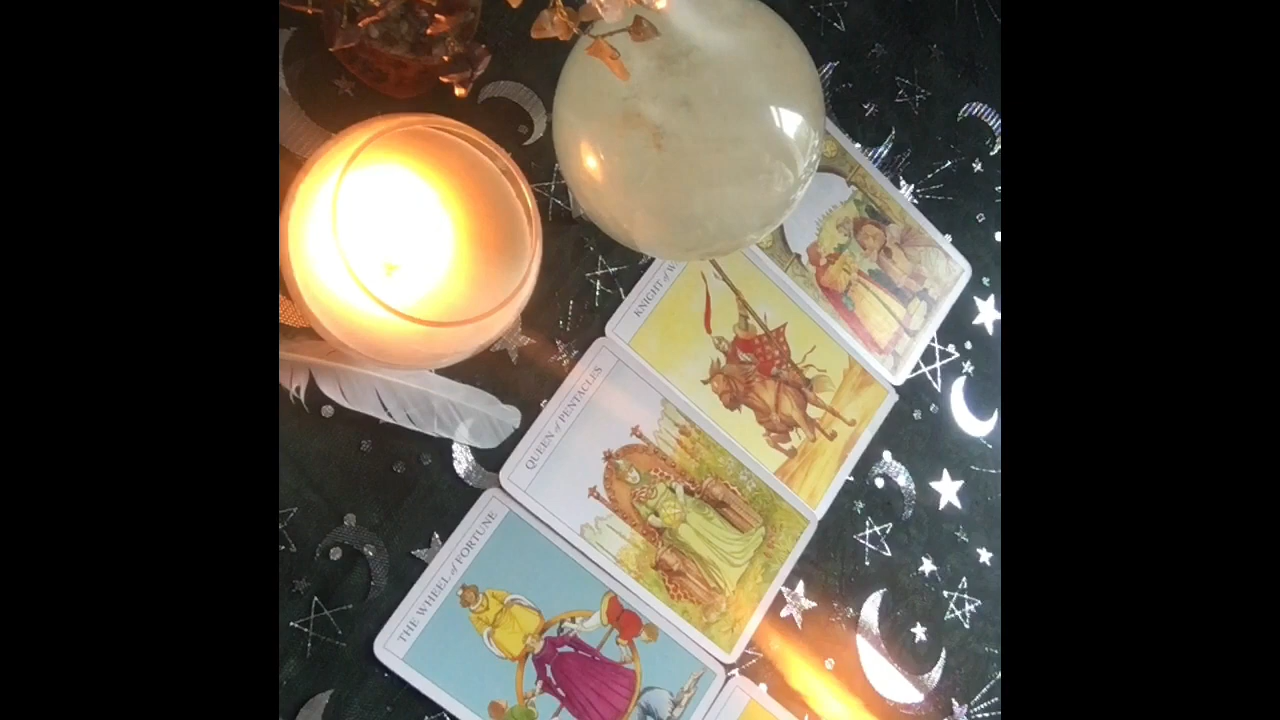 KNIGHT of
QUEEN of PENTACLES
THE WHEEL of FORTUNE